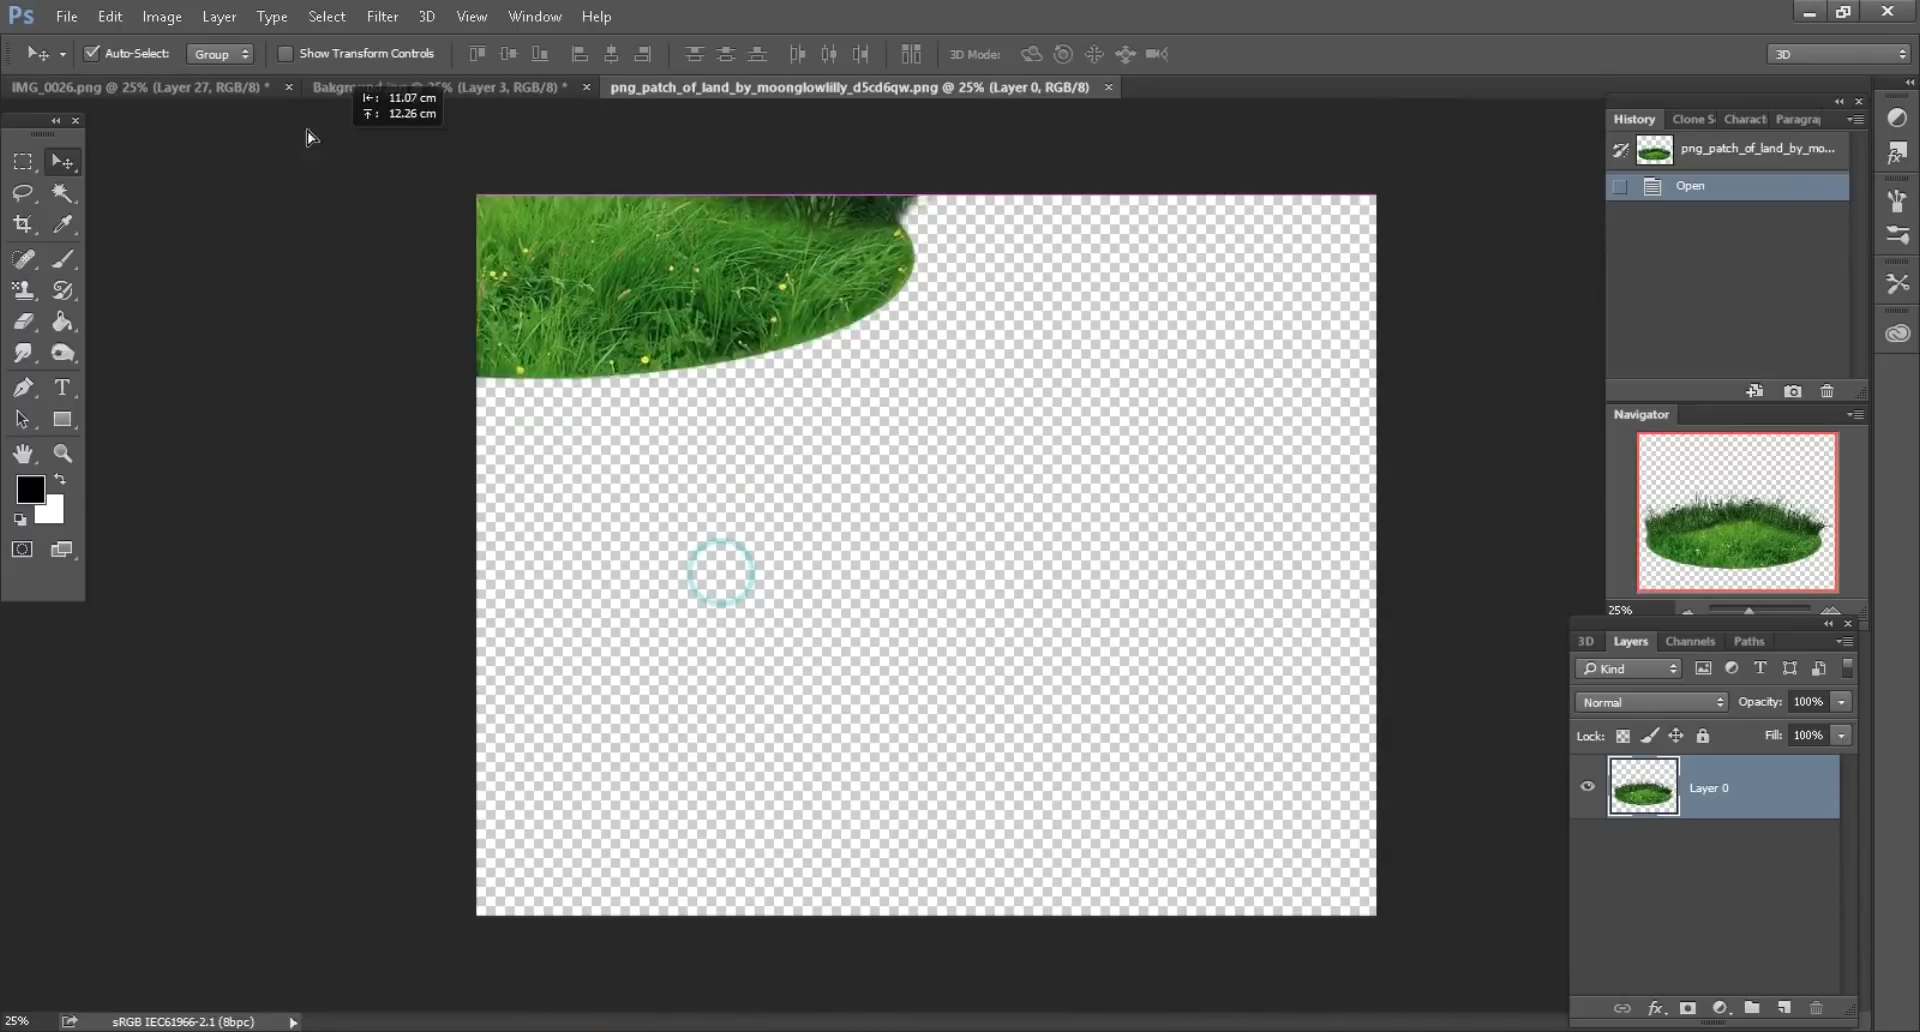 Ps File Edit Image Layer Type Select Filter 3D View Window Help
Auto-Select: Group Show Transform Controls 3D Mode: 3D
IMG_0026.png @ 25% (Layer 27, RGB/8) * × 25% (Layer 3, RGB/8) * × png_patch_of_land_by_moonglowlilly_d5cd6qw.png @ 25% (Layer 0, RGB/8) ×
11.07 cm
12.26 cm
History Clone S Charact Paragra
png_patch_of_land_by_mo...
Open
Navigator
25%
3D Layers Channels Paths
Kind
Normal Opacity: 100%
Lock: Fill: 100%
Layer 0
25% sRGB IEC61966-2.1 (8bpc)